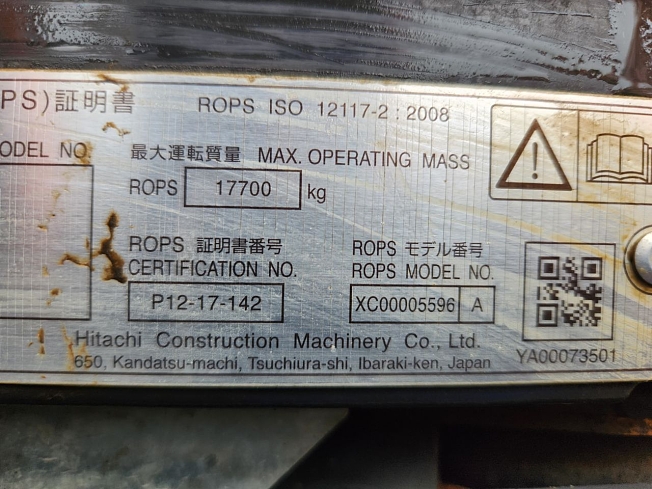 PS)証明書 ROPS ISO 12117-2 : 2008
ODEL NO. 最大運転質量 MAX. OPERATING MASS
ROPS 17700 kg
ROPS 証明書番号 ROPS モデル番号
CERTIFICATION NO. ROPS MODEL NO.
P12-17-142 XC00005596 A
Hitachi Construction Machinery Co., Ltd.
650, Kandatsu-machi, Tsuchiura-shi, Ibaraki-ken, Japan
YA00073501